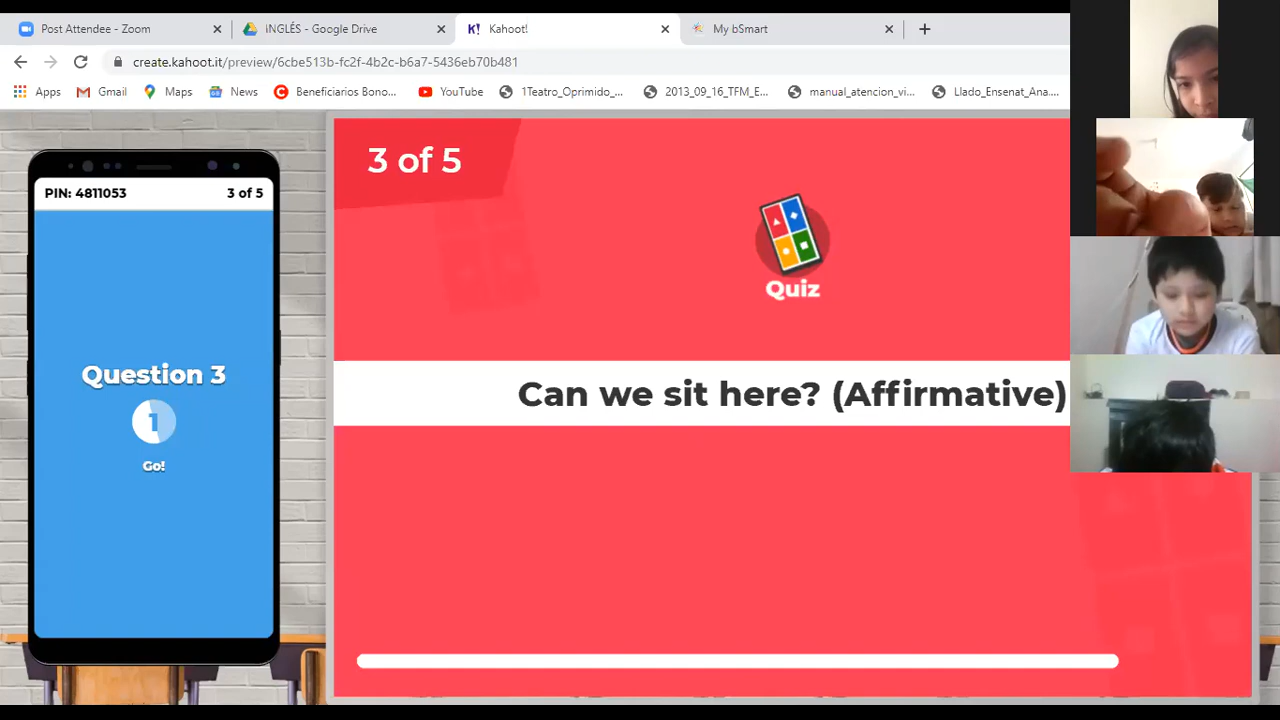 Post Attendee - Zoom
INGLÉS - Google Drive
K! Kahoot!
My bSmart
create.kahoot.it/preview/6cbe513b-fc2f-4b2c-b6a7-5436eb70b481
Apps
Gmail
Maps
News
Beneficiarios Bono...
YouTube
1Teatro_Oprimido_...
2013_09_16_TFM_E...
manual_atencion_vi...
Llado_Ensenat_Ana...
PIN: 4811053
3 of 5
Question 3
1
Go!
3 of 5
Quiz
Can we sit here? (Affirmative)